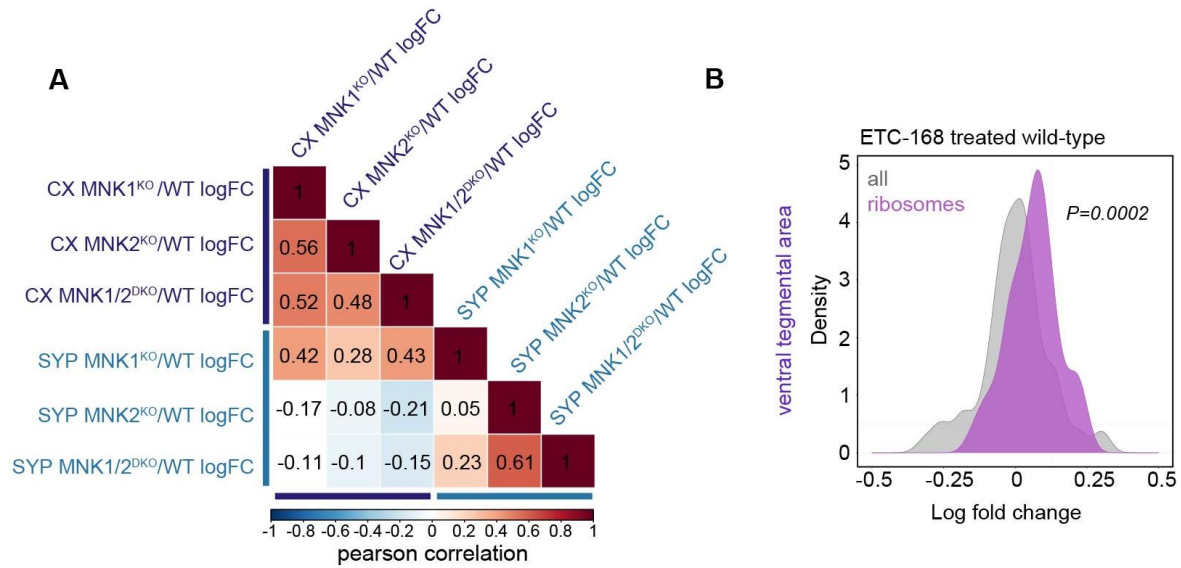 A
CX MNK1ᴷᴼ/WT logFC
CX MNK2ᴷᴼ/WT logFC
CX MNK1/2ᴰᴷᴼ/WT logFC
SYP MNK1ᴷᴼ/WT logFC
SYP MNK2ᴷᴼ/WT logFC
SYP MNK1/2ᴰᴷᴼ/WT logFC
CX MNK1ᴷᴼ/WT logFC 1
CX MNK2ᴷᴼ/WT logFC 0.56 1
CX MNK1/2ᴰᴷᴼ/WT logFC 0.52 0.48 1
SYP MNK1ᴷᴼ/WT logFC 0.42 0.28 0.43 1
SYP MNK2ᴷᴼ/WT logFC -0.17 -0.08 -0.21 0.05 1
SYP MNK1/2ᴰᴷᴼ/WT logFC -0.11 -0.1 -0.15 0.23 0.61 1
-1 -0.8 -0.6 -0.4 -0.2 0 0.2 0.4 0.6 0.8 1
pearson correlation
B
ETC-168 treated wild-type
all
ribosomes
P=0.0002
ventral tegmental area
Density
5
4
3
2
1
0
-0.5 -0.25 0 0.25 0.5
Log fold change